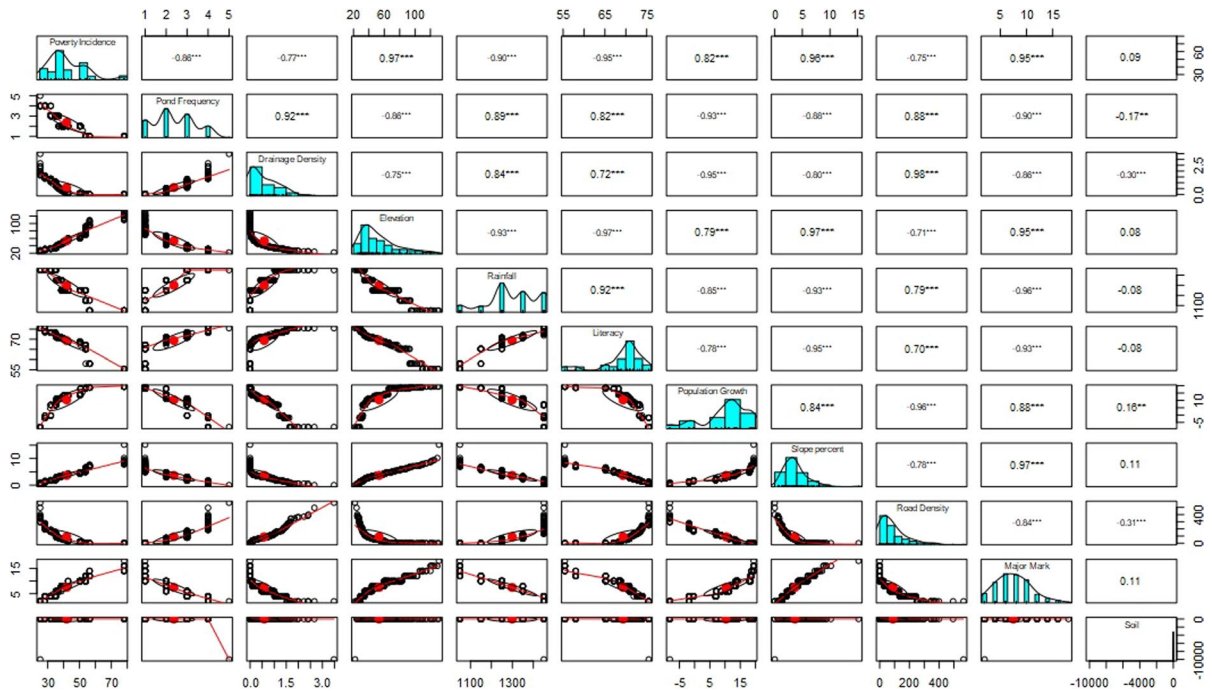 1 2 3 4 5 20 60 100 55 65 75 0 5 10 15 5 10 15
Poverty Incidence -0.86*** -0.77*** 0.97*** -0.90*** -0.95*** 0.82*** 0.96*** -0.75*** 0.95*** 0.09 30 60
1 3 5 Pond Frequency 0.92*** -0.86*** 0.89*** 0.82*** -0.93*** -0.88*** 0.88*** -0.90*** -0.17**
Drainage Density -0.75*** 0.84*** 0.72*** -0.95*** -0.80*** 0.98*** -0.86*** -0.30*** 0.0 2.5
20 100 Elevation -0.93*** -0.97*** 0.79*** 0.97*** -0.71*** 0.95*** 0.08
Rainfall 0.92*** -0.85*** -0.93*** 0.79*** -0.96*** -0.08 1100
55 70 Literacy -0.78*** -0.95*** 0.70*** -0.93*** -0.08
Population Growth 0.84*** -0.96*** 0.88*** 0.16** -5 10
0 10 Slope percent -0.78*** 0.97*** 0.11
Road Density -0.84*** -0.31*** 0 400
5 15 Major Mark 0.11
Soil -10000 0
30 50 70 0.0 1.5 3.0 1100 1300 -5 5 15 0 200 400 -10000 -4000 0